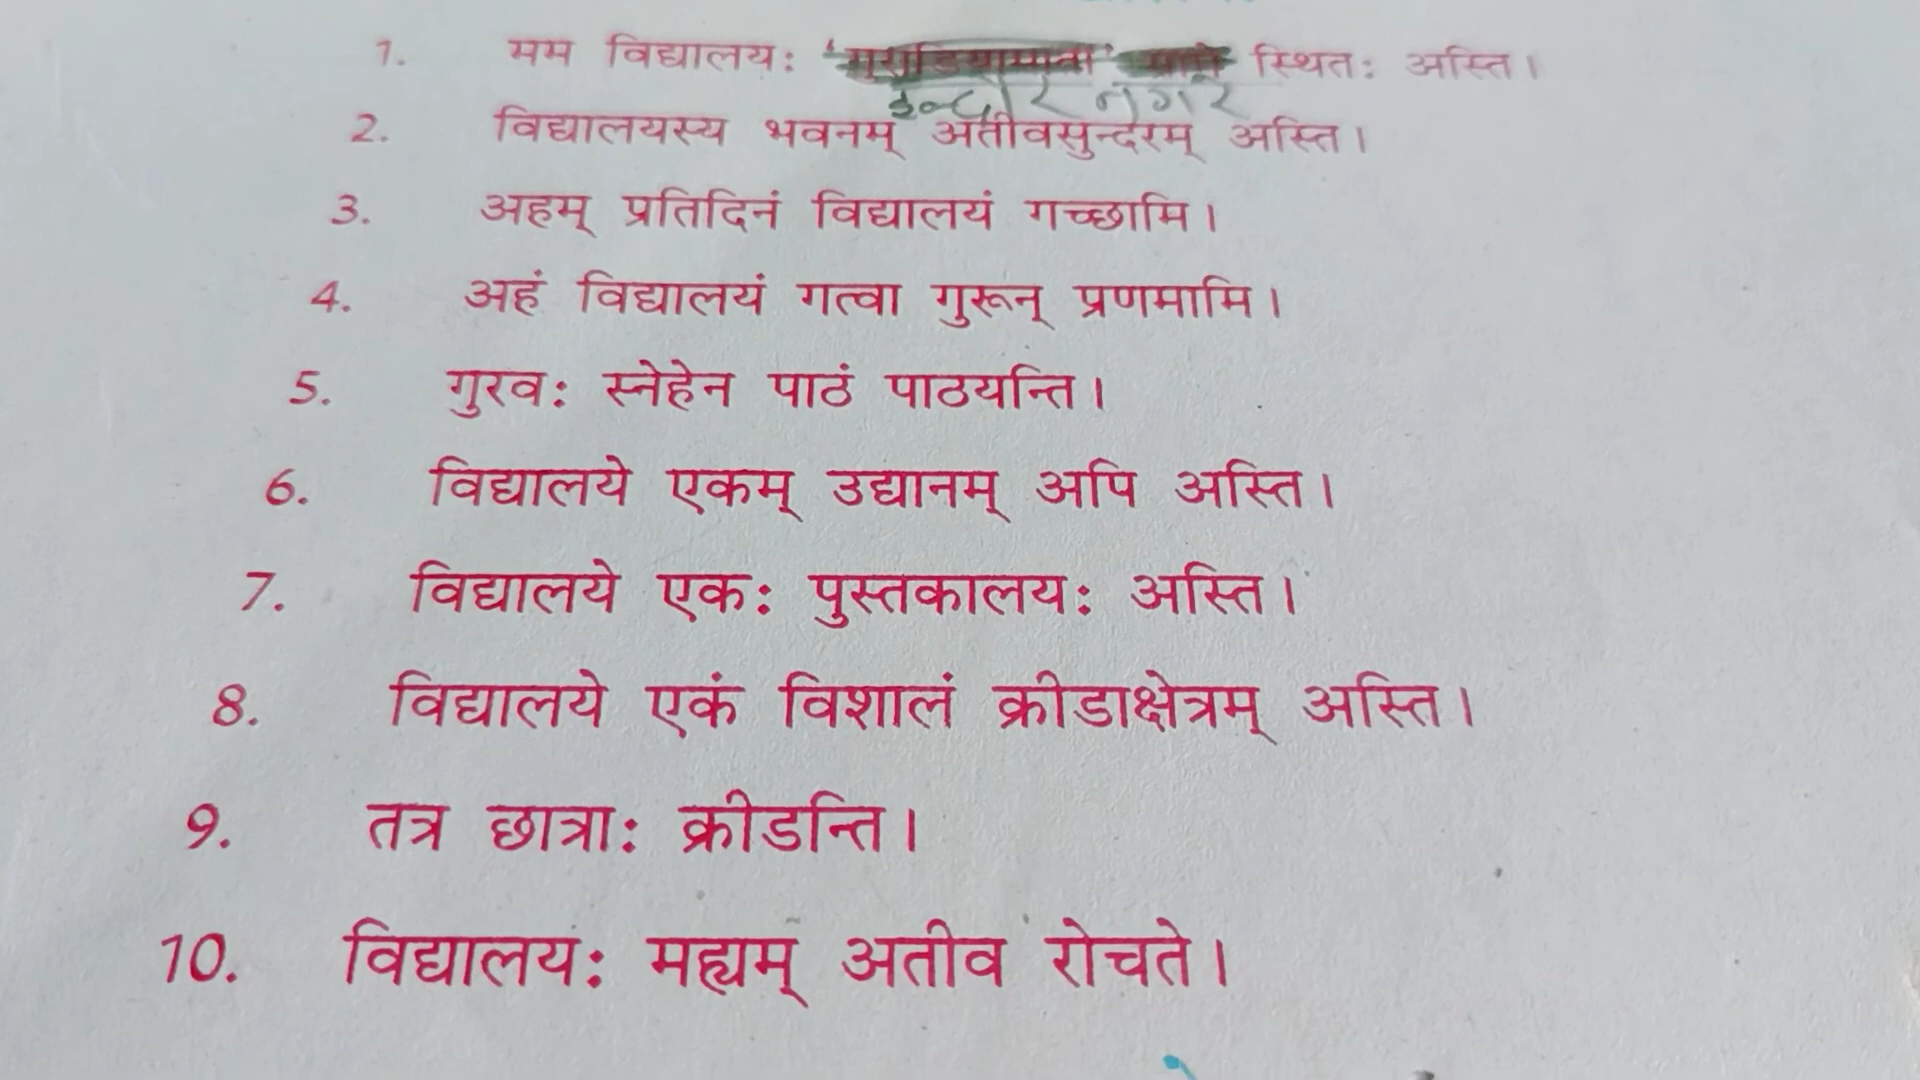 1. मम विद्यालय: स्थित: अस्ति।
इन्दौर नगरे
2. विद्यालयस्य भवनम् अतीवसुन्दरम् अस्ति।
3. अहम् प्रतिदिनं विद्यालयं गच्छामि।
4. अहं विद्यालयं गत्वा गुरून् प्रणमामि।
5. गुरव: स्नेहेन पाठं पाठयन्ति।
6. विद्यालये एकम् उद्यानम् अपि अस्ति।
7. विद्यालये एक: पुस्तकालय: अस्ति।
8. विद्यालये एकं विशालं क्रीडाक्षेत्रम् अस्ति।
9. तत्र छात्रा: क्रीडन्ति।
10. विद्यालय: मह्यम् अतीव रोचते।